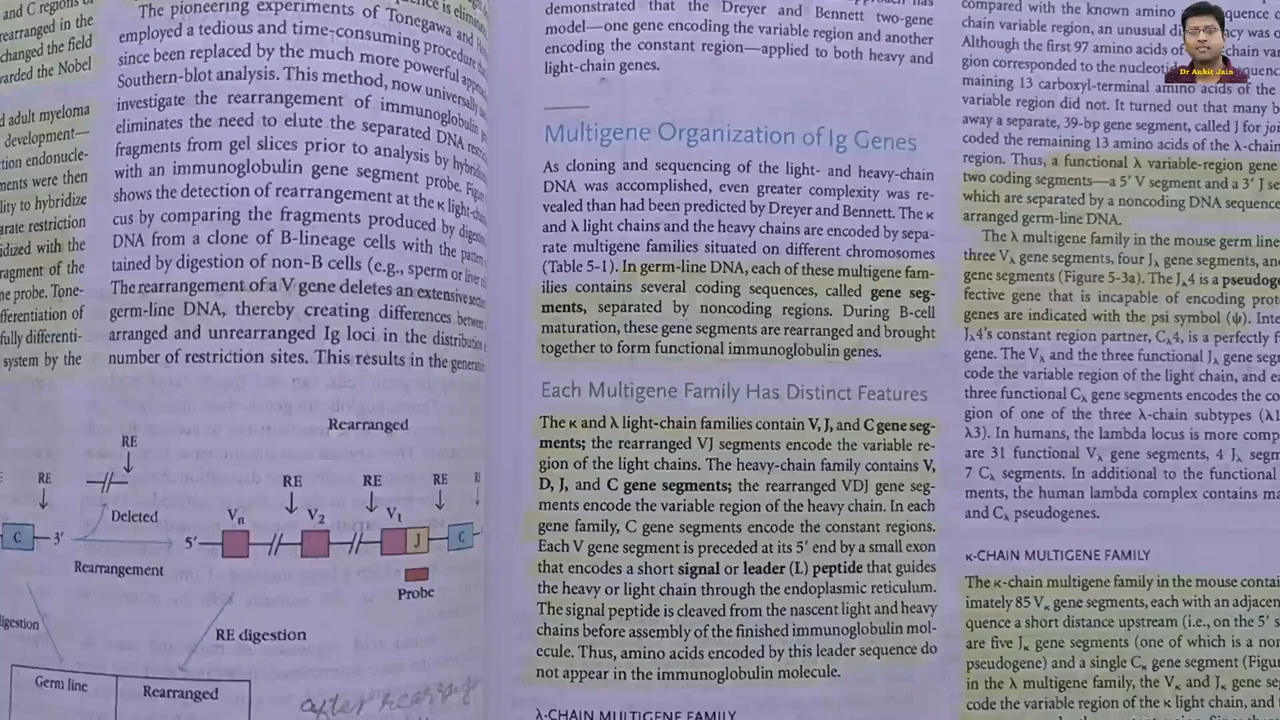 and C regions of
rearranged in the
changed the field
arded the Nobel
d adult myeloma
development—
tion endonucle-
ments were then
lity to hybridize
arate restriction
idized with the
ragment of the
ne probe. Tone-
fferentiation of
fully differenti-
system by the
The pioneering experiments of Tonegawa and
employed a tedious and time-consuming procedure
since been replaced by the much more powerful
Southern-blot analysis. This method, now universally
investigate the rearrangement of immunoglobulin
eliminates the need to elute the separated DNA
fragments from gel slices prior to analysis by
with an immunoglobulin gene segment probe.
shows the detection of rearrangement at the κ light-
cus by comparing the fragments produced by
DNA from a clone of B-lineage cells with the
tained by digestion of non-B cells (e.g., sperm or liver
The rearrangement of a V gene deletes an extensive
germ-line DNA, thereby creating differences
arranged and unrearranged Ig loci in the
number of restriction sites. This results in the
Rearranged
RE
RE
RE
RE
RE
Deleted
Vn
V2
V1
C
3′
5′
J
C
Rearrangement
Probe
RE digestion
Germ line
Rearranged
after
demonstrated that the Dreyer and Bennett two-gene
model—one gene encoding the variable region and another
encoding the constant region—applied to both heavy and
light-chain genes.
Multigene Organization of Ig Genes
As cloning and sequencing of the light- and heavy-chain
DNA was accomplished, even greater complexity was re-
vealed than had been predicted by Dreyer and Bennett. The κ
and λ light chains and the heavy chains are encoded by sepa-
rate multigene families situated on different chromosomes
(Table 5-1). In germ-line DNA, each of these multigene fam-
ilies contains several coding sequences, called gene seg-
ments, separated by noncoding regions. During B-cell
maturation, these gene segments are rearranged and brought
together to form functional immunoglobulin genes.
Each Multigene Family Has Distinct Features
The κ and λ light-chain families contain V, J, and C gene seg-
ments; the rearranged VJ segments encode the variable re-
gion of the light chains. The heavy-chain family contains V,
D, J, and C gene segments; the rearranged VDJ gene seg-
ments encode the variable region of the heavy chain. In each
gene family, C gene segments encode the constant regions.
Each V gene segment is preceded at its 5′ end by a small exon
that encodes a short signal or leader (L) peptide that guides
the heavy or light chain through the endoplasmic reticulum.
The signal peptide is cleaved from the nascent light and heavy
chains before assembly of the finished immunoglobulin mol-
ecule. Thus, amino acids encoded by this leader sequence do
not appear in the immunoglobulin molecule.
λ-CHAIN MULTIGENE FAMILY
compared with the known amino
chain variable region, an unusual
Although the first 97 amino acids of
gion corresponded to the
maining 13 carboxyl-terminal amino acids of the
variable region did not. It turned out that many b
away a separate, 39-bp gene segment, called J for
coded the remaining 13 amino acids of the λ-chain
region. Thus, a functional λ variable-region gene
two coding segments—a 5′ V segment and a 3′ J se
which are separated by a noncoding DNA sequence
arranged germ-line DNA.
The λ multigene family in the mouse germ line
three Vλ gene segments, four Jλ gene segments, and
gene segments (Figure 5-3a). The Jλ4 is a pseudog
fective gene that is incapable of encoding
genes are indicated with the psi symbol (ψ).
Jλ4's constant region partner, Cλ4, is a perfectly
gene. The Vλ and the three functional Jλ gene
code the variable region of the light chain, and
three functional Cλ gene segments encodes the
gion of one of the three λ-chain subtypes
λ3). In humans, the lambda locus is more
are 31 functional Vλ gene segments, 4 Jλ
7 Cλ segments. In additional to the functional
ments, the human lambda complex contains
and Cλ pseudogenes.
κ-CHAIN MULTIGENE FAMILY
The κ-chain multigene family in the mouse
imately 85 Vκ gene segments, each with an
quence a short distance upstream (i.e., on the 5′
are five Jκ gene segments (one of which is a
pseudogene) and a single Cκ gene segment
in the λ multigene family, the Vκ and Jκ gene
code the variable region of the κ light chain, and
Dr Ankit Jain